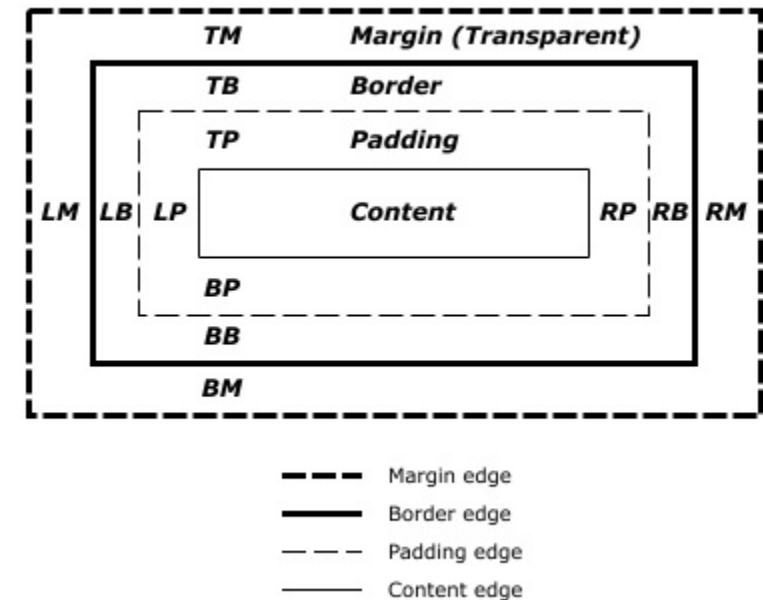 TM Margin (Transparent)
TB Border
TP Padding
LM LB LP Content RP RB RM
BP
BB
BM
Margin edge
Border edge
Padding edge
Content edge